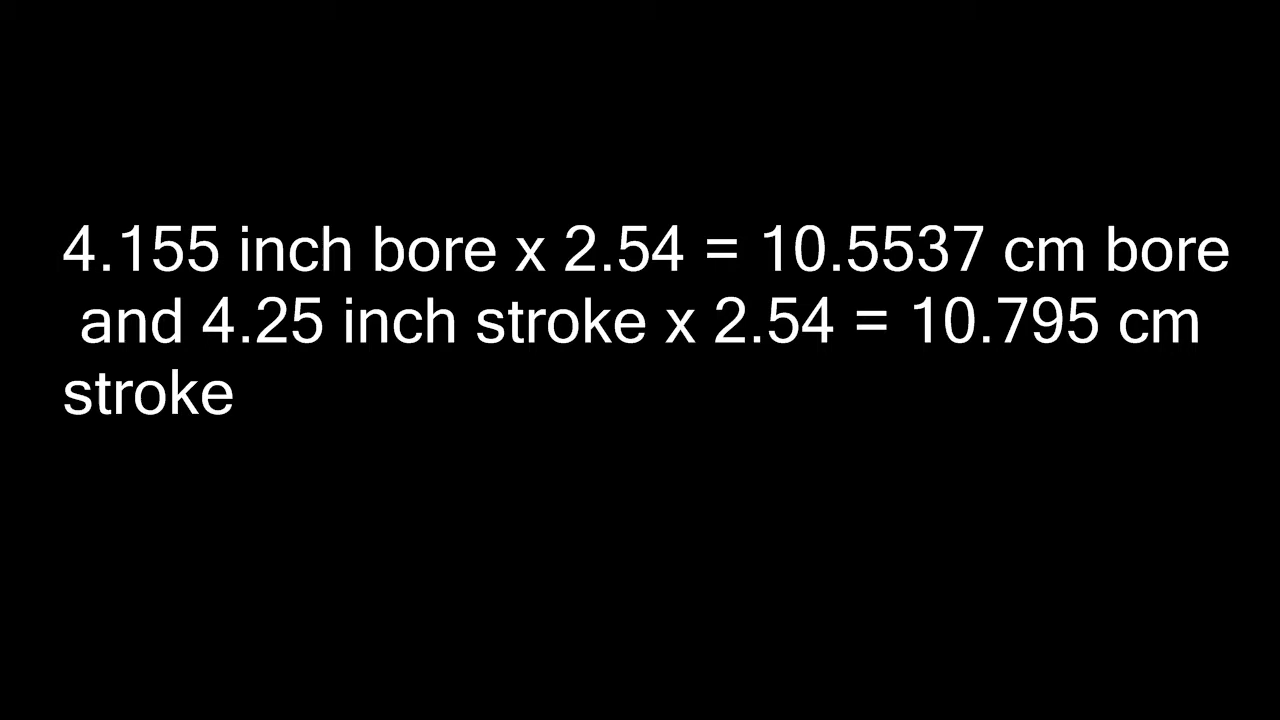 4.155 inch bore x 2.54 = 10.5537 cm bore
and 4.25 inch stroke x 2.54 = 10.795 cm
stroke